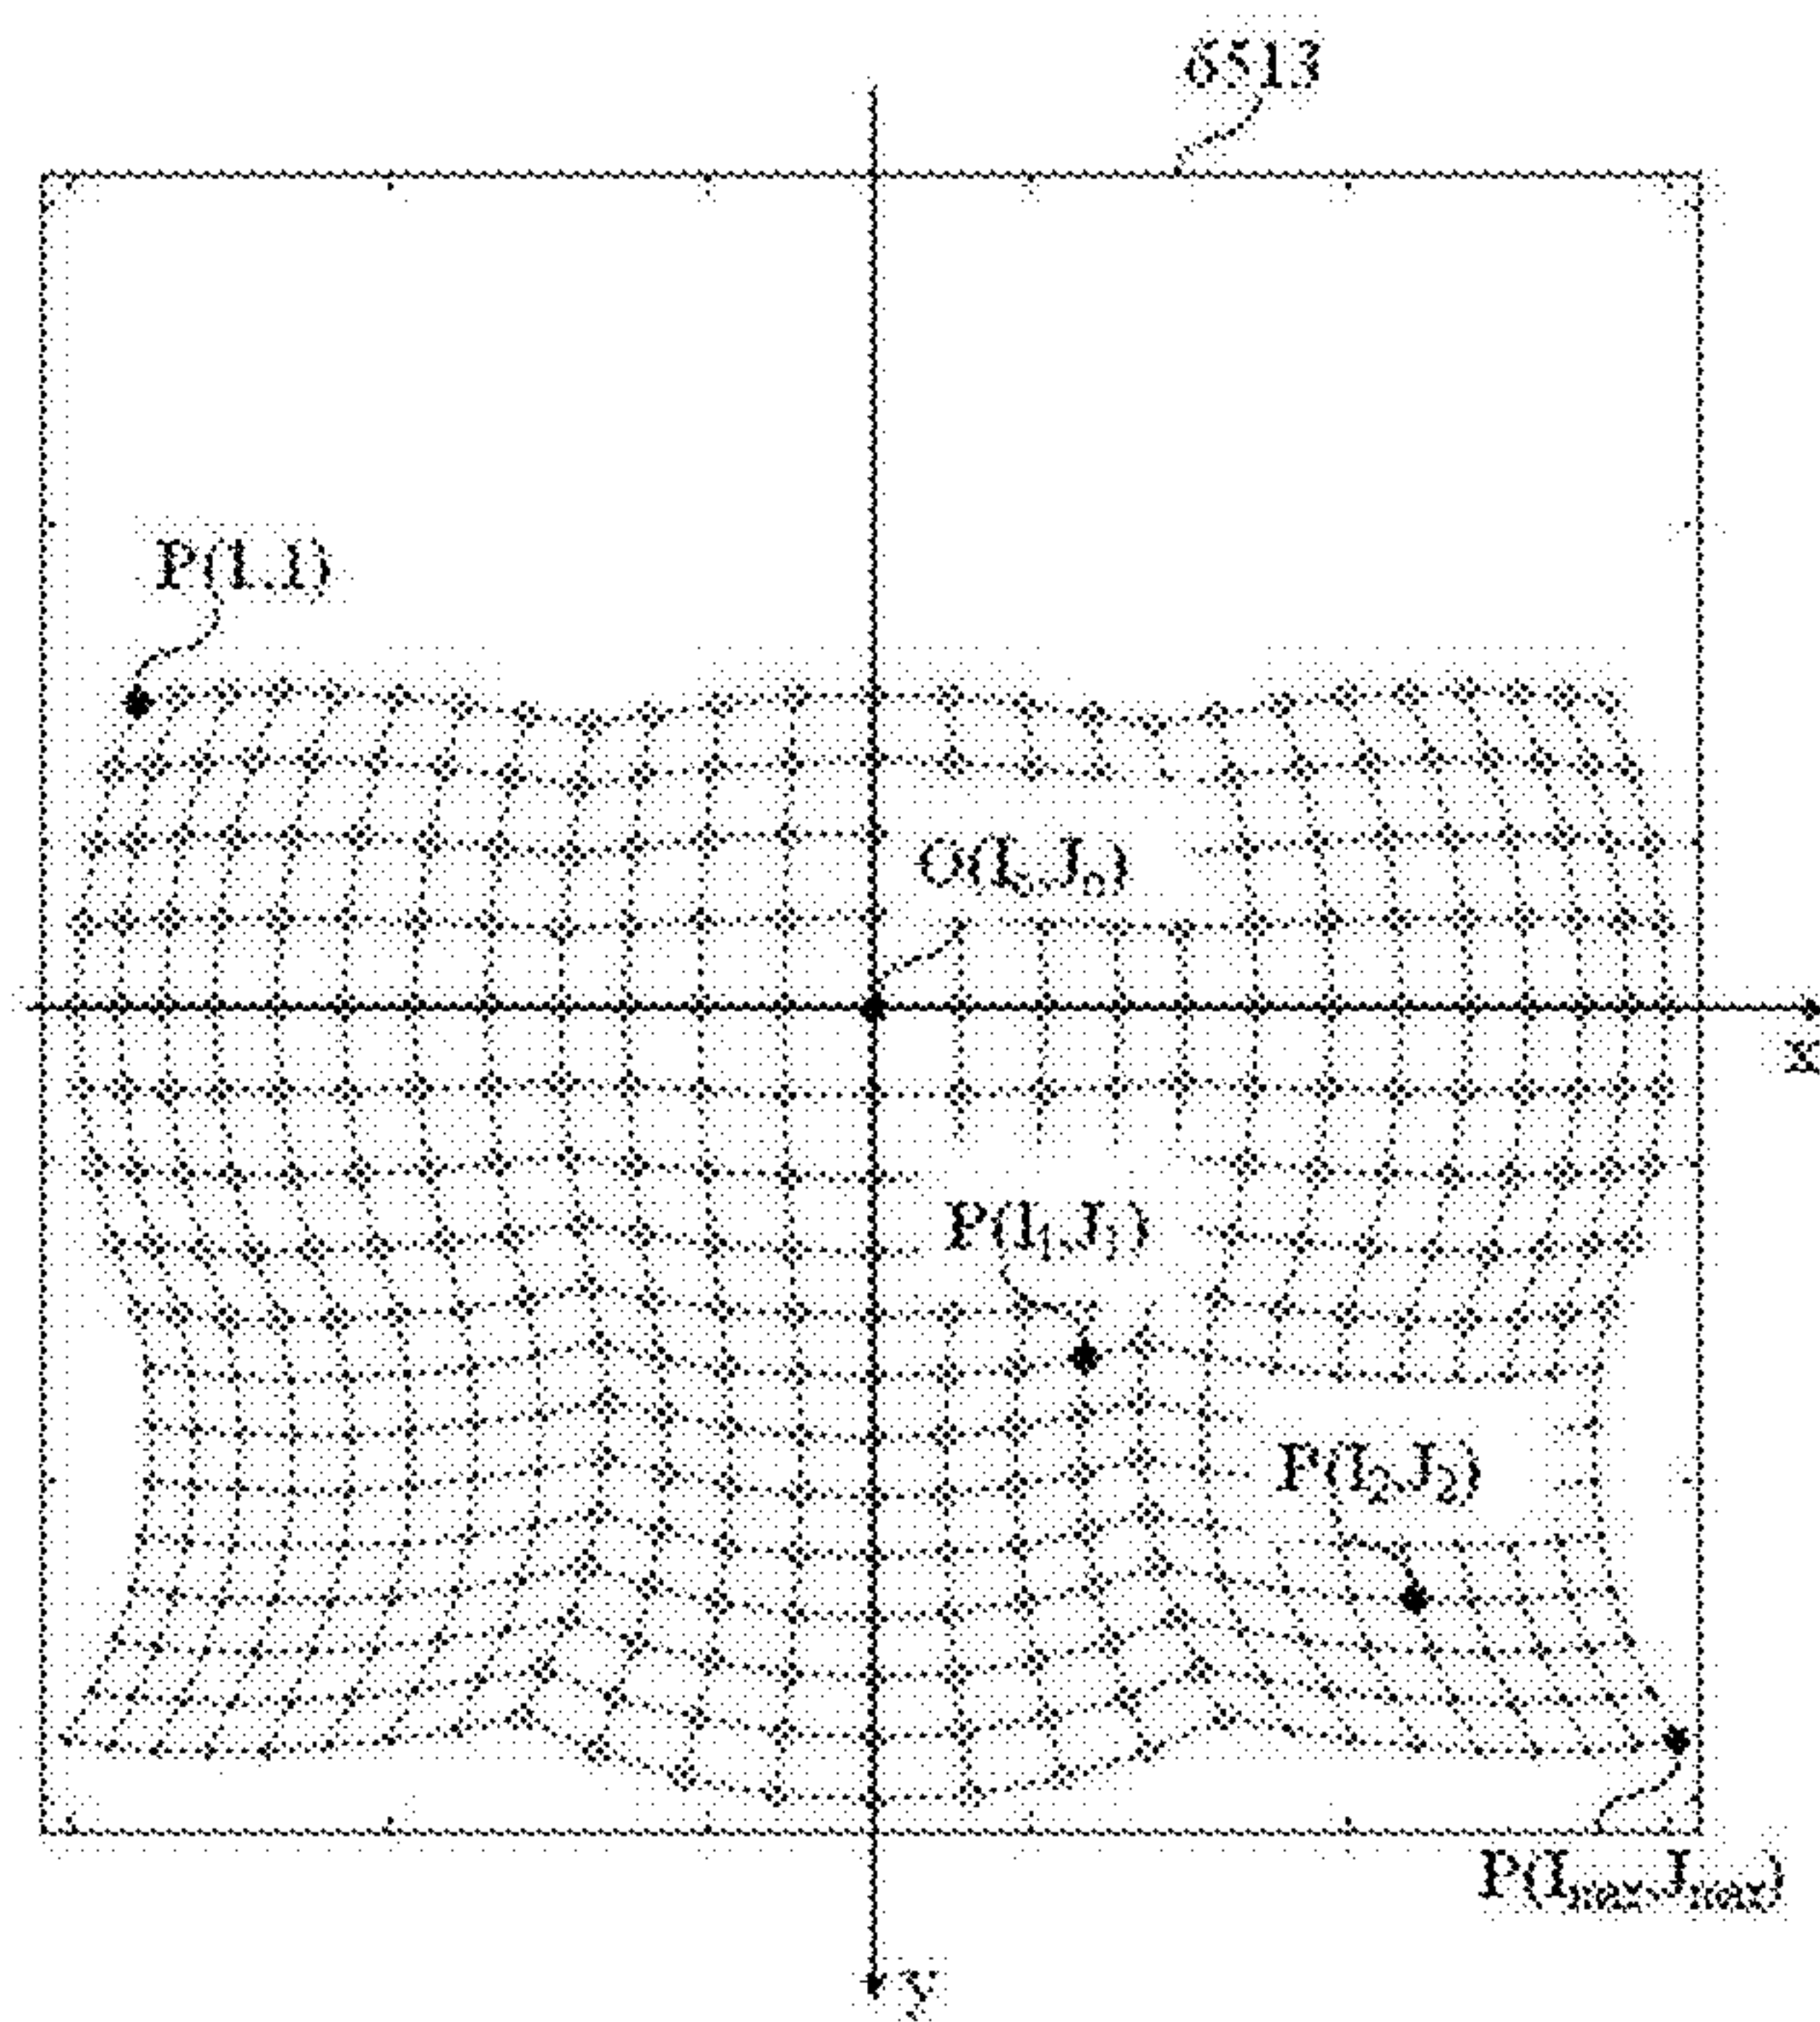 6513
P(1,1)
O(I₀,J₀)
x
P(I₁,J₁)
P(I₂,J₂)
P(Iₘₐₓ,Jₘₐₓ)
y